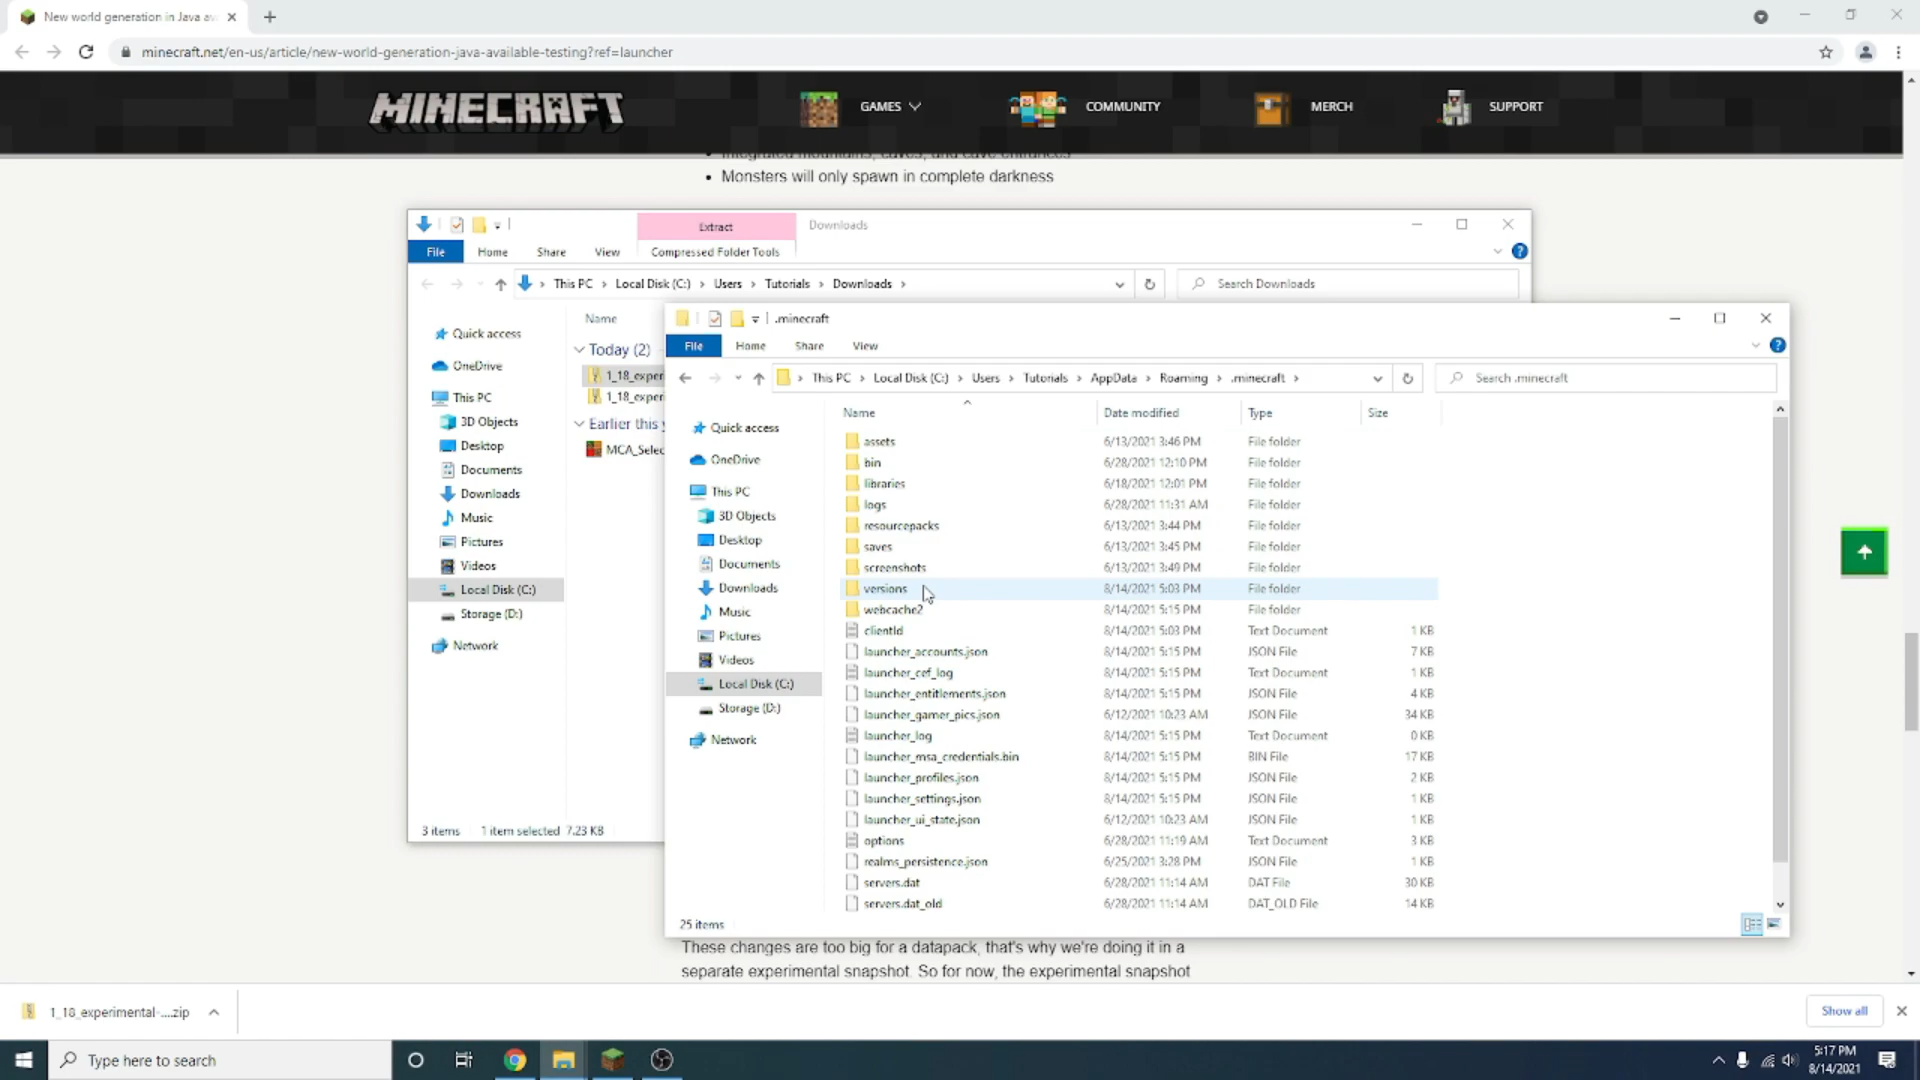 New world generation in Java av
minecraft.net/en-us/article/new-world-generation-java-available-testing?ref=launcher
MINECRAFT
GAMES
COMMUNITY
MERCH
SUPPORT
Integrated mountains, caves, and cave entrances
• Monsters will only spawn in complete darkness
Extract
Downloads
File
Home
Share
View
Compressed Folder Tools
This PC > Local Disk (C:) > Users > Tutorials > Downloads >
Search Downloads
Name
Quick access
OneDrive
This PC
3D Objects
Desktop
Documents
Downloads
Music
Pictures
Videos
Local Disk (C:)
Storage (D:)
Network
Today (2)
1_18_exper
1_18_exper
Earlier this y
MCA_Selec
3 items
1 item selected 7.23 KB
.minecraft
File
Home
Share
View
This PC > Local Disk (C:) > Users > Tutorials > AppData > Roaming > .minecraft >
Search .minecraft
Quick access
OneDrive
This PC
3D Objects
Desktop
Documents
Downloads
Music
Pictures
Videos
Local Disk (C:)
Storage (D:)
Network
Name Date modified Type Size
assets 6/13/2021 3:46 PM File folder
bin 6/28/2021 12:10 PM File folder
libraries 6/18/2021 12:01 PM File folder
logs 6/28/2021 11:31 AM File folder
resourcepacks 6/13/2021 3:44 PM File folder
saves 6/13/2021 3:45 PM File folder
screenshots 6/13/2021 3:49 PM File folder
versions 8/14/2021 5:03 PM File folder
webcache2 8/14/2021 5:15 PM File folder
clientId 8/14/2021 5:03 PM Text Document 1 KB
launcher_accounts.json 8/14/2021 5:15 PM JSON File 7 KB
launcher_cef_log 8/14/2021 5:15 PM Text Document 1 KB
launcher_entitlements.json 8/14/2021 5:15 PM JSON File 4 KB
launcher_gamer_pics.json 6/12/2021 10:23 AM JSON File 34 KB
launcher_log 8/14/2021 5:15 PM Text Document 0 KB
launcher_msa_credentials.bin 8/14/2021 5:15 PM BIN File 17 KB
launcher_profiles.json 8/14/2021 5:15 PM JSON File 2 KB
launcher_settings.json 8/14/2021 5:15 PM JSON File 1 KB
launcher_ui_state.json 6/12/2021 10:23 AM JSON File 1 KB
options 6/28/2021 11:19 AM Text Document 3 KB
realms_persistence.json 6/25/2021 3:28 PM JSON File 1 KB
servers.dat 6/28/2021 11:14 AM DAT File 30 KB
servers.dat_old 6/28/2021 11:14 AM DAT_OLD File 14 KB
25 items
These changes are too big for a datapack, that's why we're doing it in a
separate experimental snapshot. So for now, the experimental snapshot
1_18_experimental-....zip
Show all
Type here to search
5:17 PM
8/14/2021